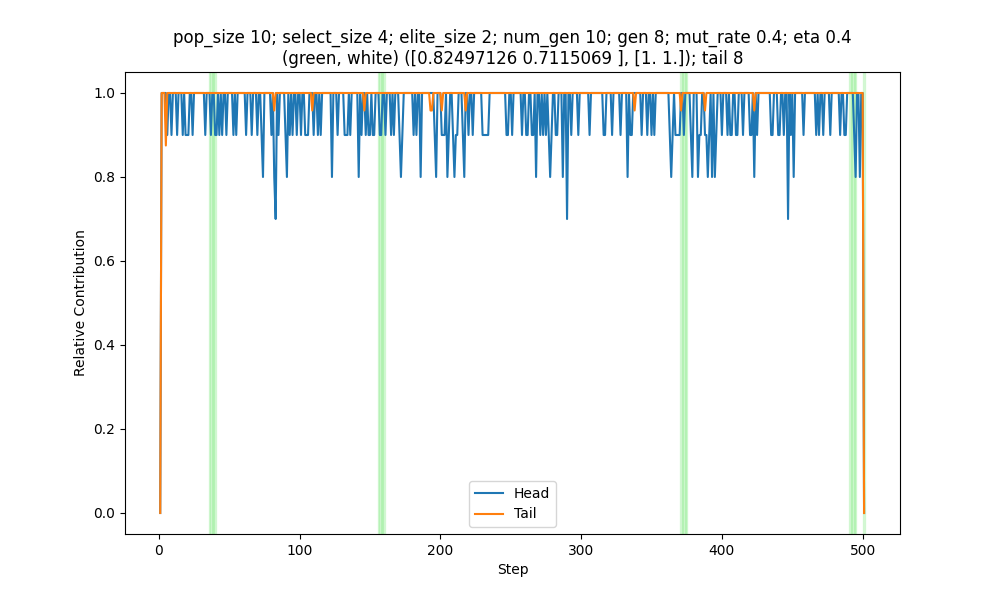 pop_size 10; select_size 4; elite_size 2; num_gen 10; gen 8; mut_rate 0.4; eta 0.4
(green, white) ([0.82497126 0.7115069 ], [1. 1.]); tail 8
1.0
0.8
0.6
0.4
0.2
0.0
Relative Contribution
Head
Tail
0
100
200
300
400
500
Step